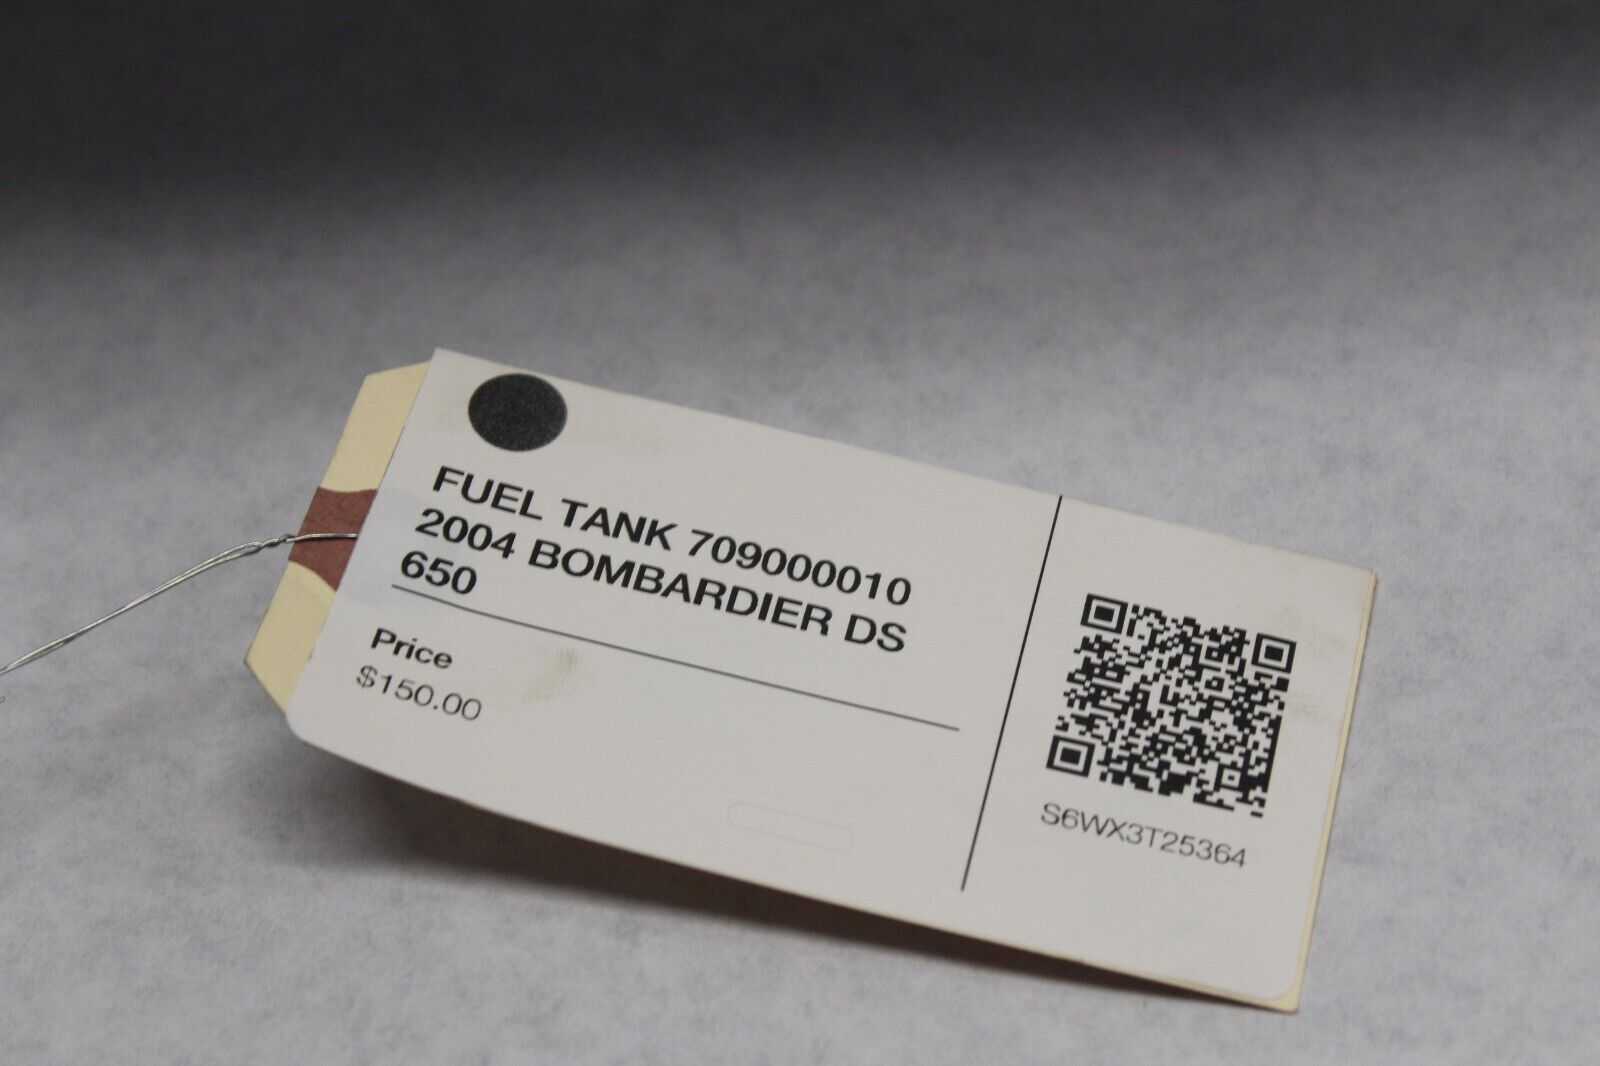 FUEL TANK 709000010
2004 BOMBARDIER DS
650
Price
$150.00
S6WX3T25364